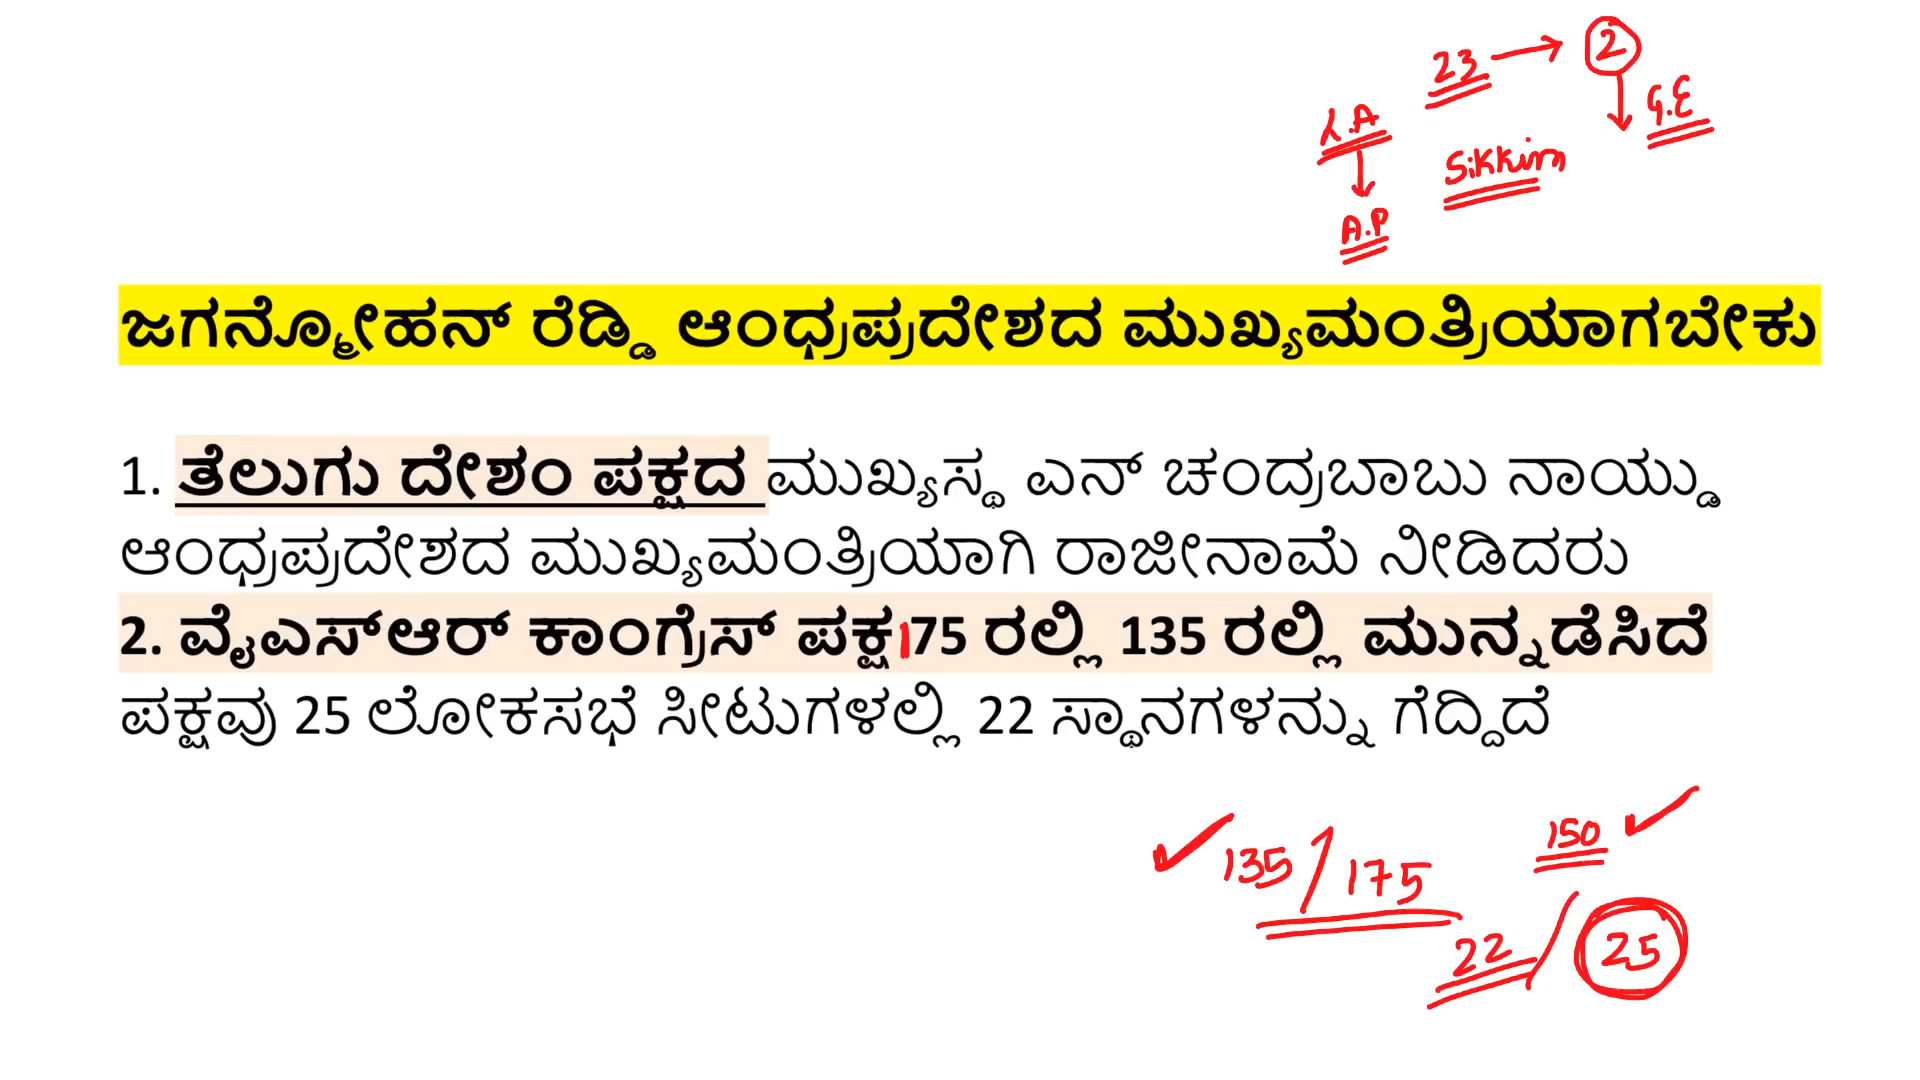 23 → 2
L.A
G.E
Sikkim
A.P
ಜಗನ್ಮೋಹನ್ ರೆಡ್ಡಿ ಆಂಧ್ರಪ್ರದೇಶದ ಮುಖ್ಯಮಂತ್ರಿಯಾಗಬೇಕು
1. ತೆಲುಗು ದೇಶಂ ಪಕ್ಷದ ಮುಖ್ಯಸ್ಥ ಎನ್ ಚಂದ್ರಬಾಬು ನಾಯ್ಡು
ಆಂಧ್ರಪ್ರದೇಶದ ಮುಖ್ಯಮಂತ್ರಿಯಾಗಿ ರಾಜೀನಾಮೆ ನೀಡಿದರು
2. ವೈಎಸ್ಆರ್ ಕಾಂಗ್ರೆಸ್ ಪಕ್ಷ 175 ರಲ್ಲಿ 135 ರಲ್ಲಿ ಮುನ್ನಡೆಸಿದೆ
ಪಕ್ಷವು 25 ಲೋಕಸಭೆ ಸೀಟುಗಳಲ್ಲಿ 22 ಸ್ಥಾನಗಳನ್ನು ಗೆದ್ದಿದೆ
✓ 135/175
150 ✓
22/25